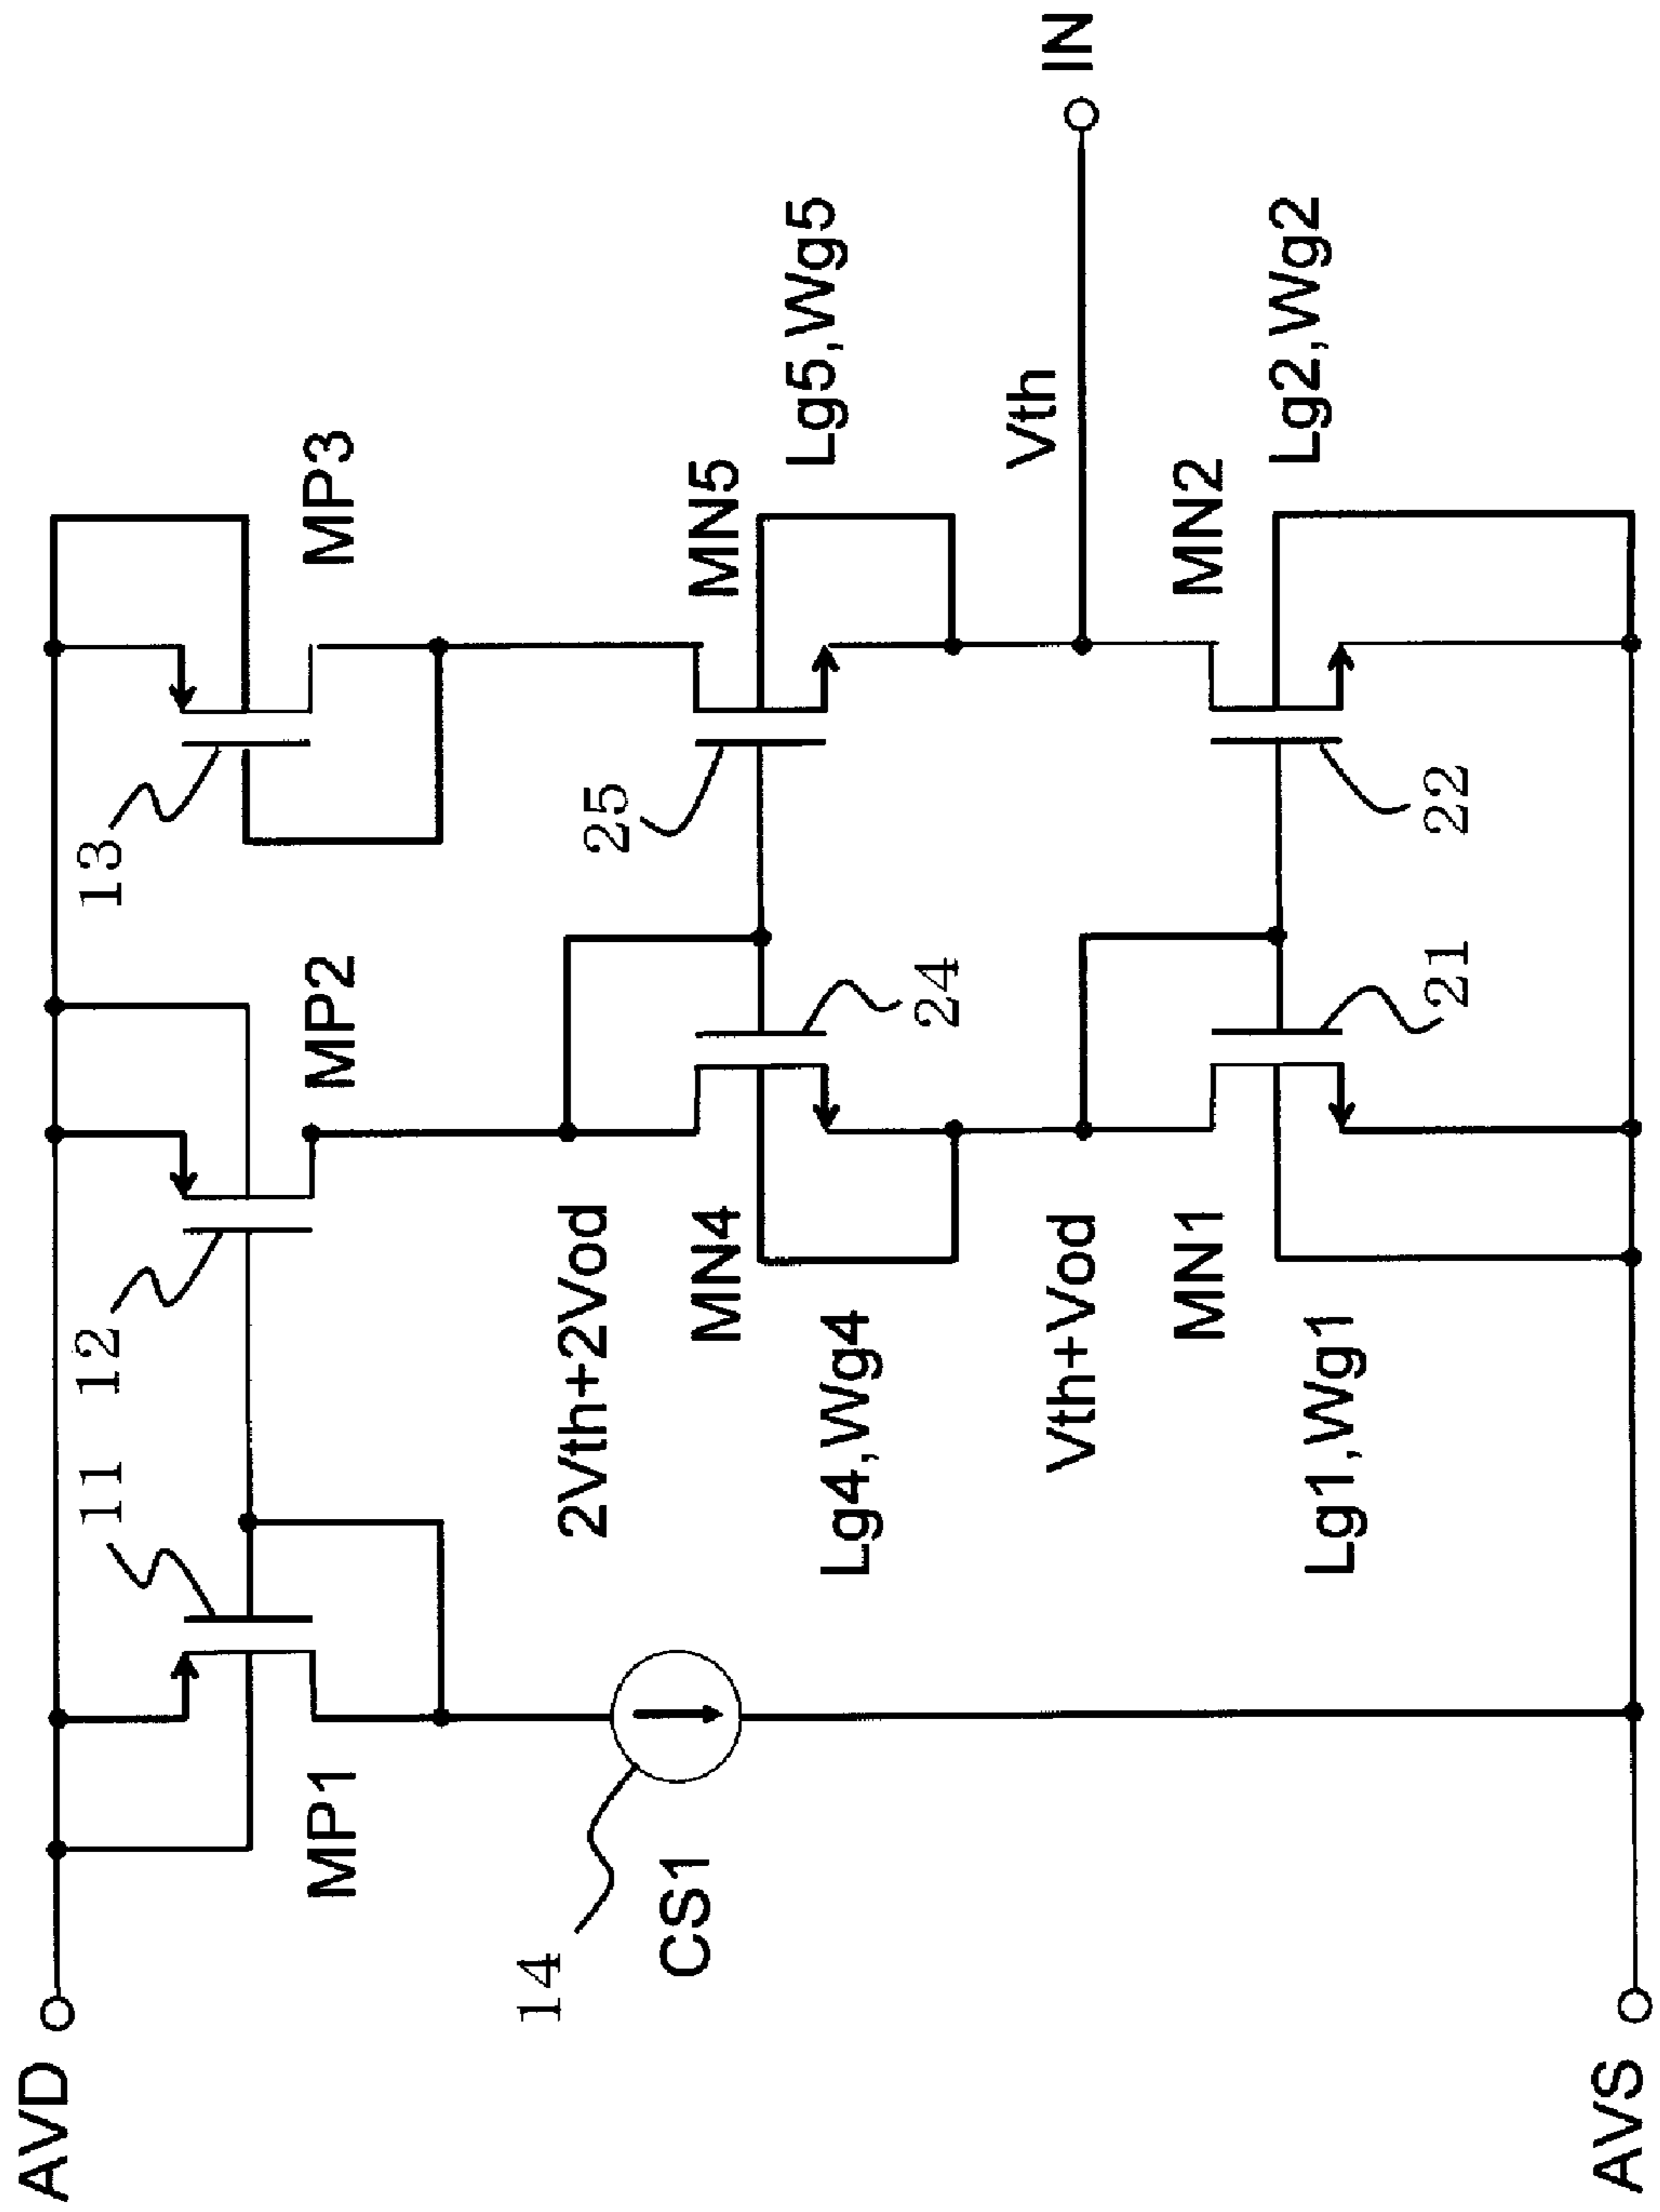 AVD
11
12
13
MP1
MP2
MP3
14
CS1
2Vth+2Vod
25
MN4
MN5
Lg4,Wg4
24
Lg5,Wg5
Vth+Vod
Vth
IN
MN1
MN2
Lg1,Wg1
21
22
Lg2,Wg2
AVS